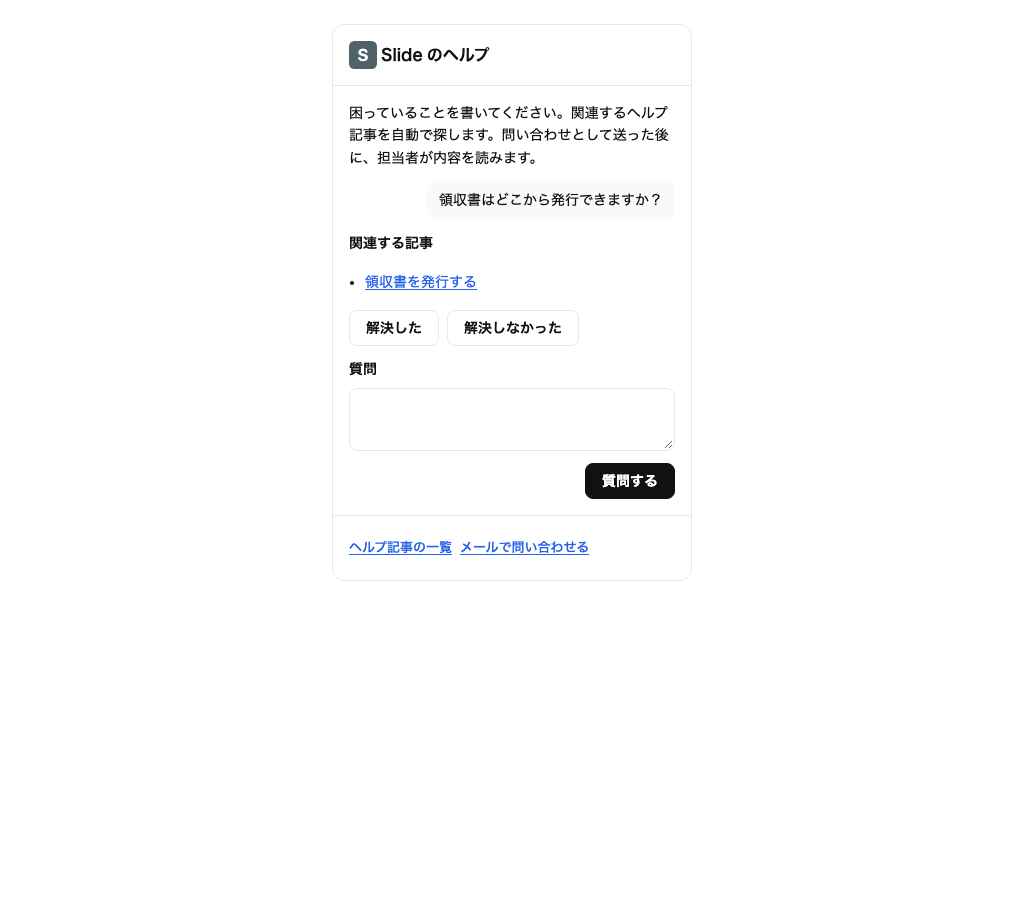 S Slide のヘルプ
困っていることを書いてください。関連するヘルプ
記事を自動で探します。問い合わせとして送った後
に、担当者が内容を読みます。
領収書はどこから発行できますか？
関連する記事
• 領収書を発行する
解決した 解決しなかった
質問
質問する
ヘルプ記事の一覧 メールで問い合わせる